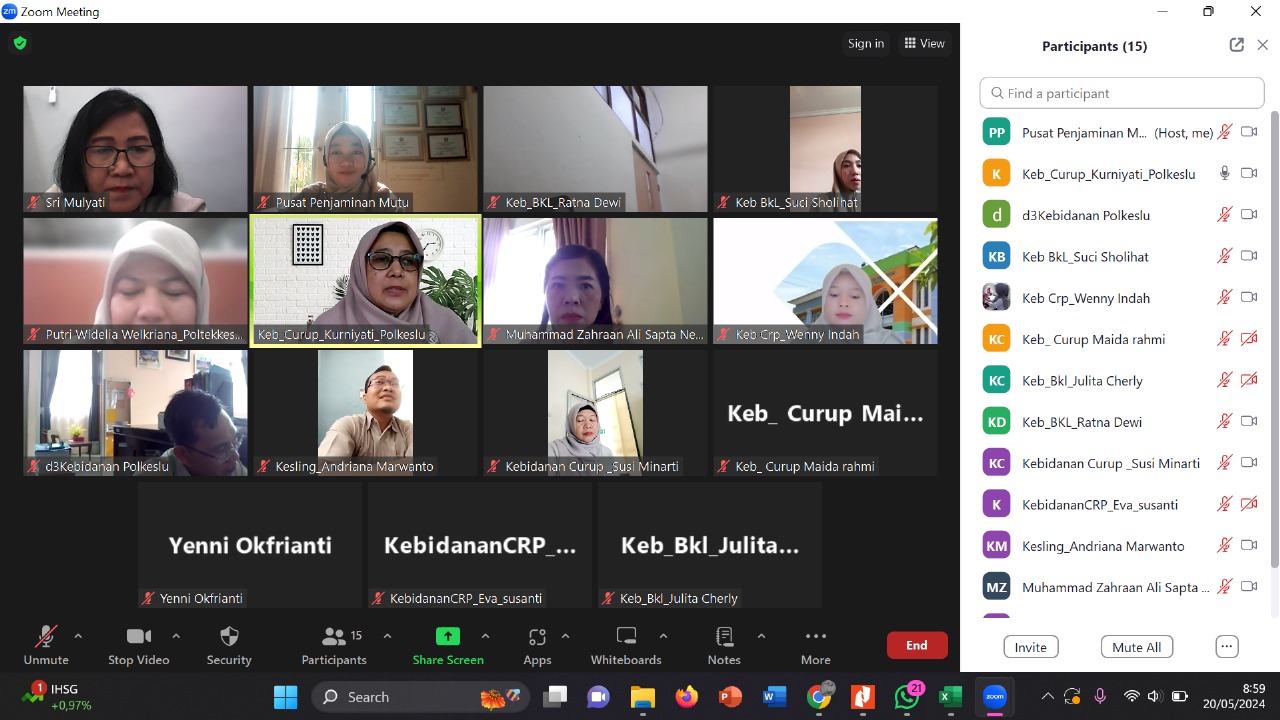 Zoom Meeting
Sign in
View
Sri Mulyati
Pusat Penjaminan Mutu
Keb_BKL_Ratna Dewi
Keb BkL_Suci Sholihat
Putri Widelia Welkriana_Poltekkes...
Keb_Curup_Kurniyati_Polkeslu
Muhammad Zahraan Ali Sapta Ne...
Keb Crp_Wenny Indah
d3Kebidanan Polkeslu
Kesling_Andriana Marwanto
Kebidanan Curup _Susi Minarti
Keb_ Curup Mai...
Keb_ Curup Maida rahmi
Yenni Okfrianti
Yenni Okfrianti
KebidananCRP_...
KebidananCRP_Eva_susanti
Keb_Bkl_Julita...
Keb_Bkl_Julita Cherly
Unmute
Stop Video
Security
15
Participants
Share Screen
Apps
Whiteboards
Notes
More
End
Participants (15)
Find a participant
PP Pusat Penjaminan M... (Host, me)
K Keb_Curup_Kurniyati_Polkeslu
d d3Kebidanan Polkeslu
KB Keb BkL_Suci Sholihat
Keb Crp_Wenny Indah
KC Keb_ Curup Maida rahmi
KC Keb_Bkl_Julita Cherly
KD Keb_BKL_Ratna Dewi
KC Kebidanan Curup _Susi Minarti
K KebidananCRP_Eva_susanti
KM Kesling_Andriana Marwanto
MZ Muhammad Zahraan Ali Sapta ...
Invite
Mute All
1
IHSG
+0,97%
Search
21
zoom
8:59
20/05/2024